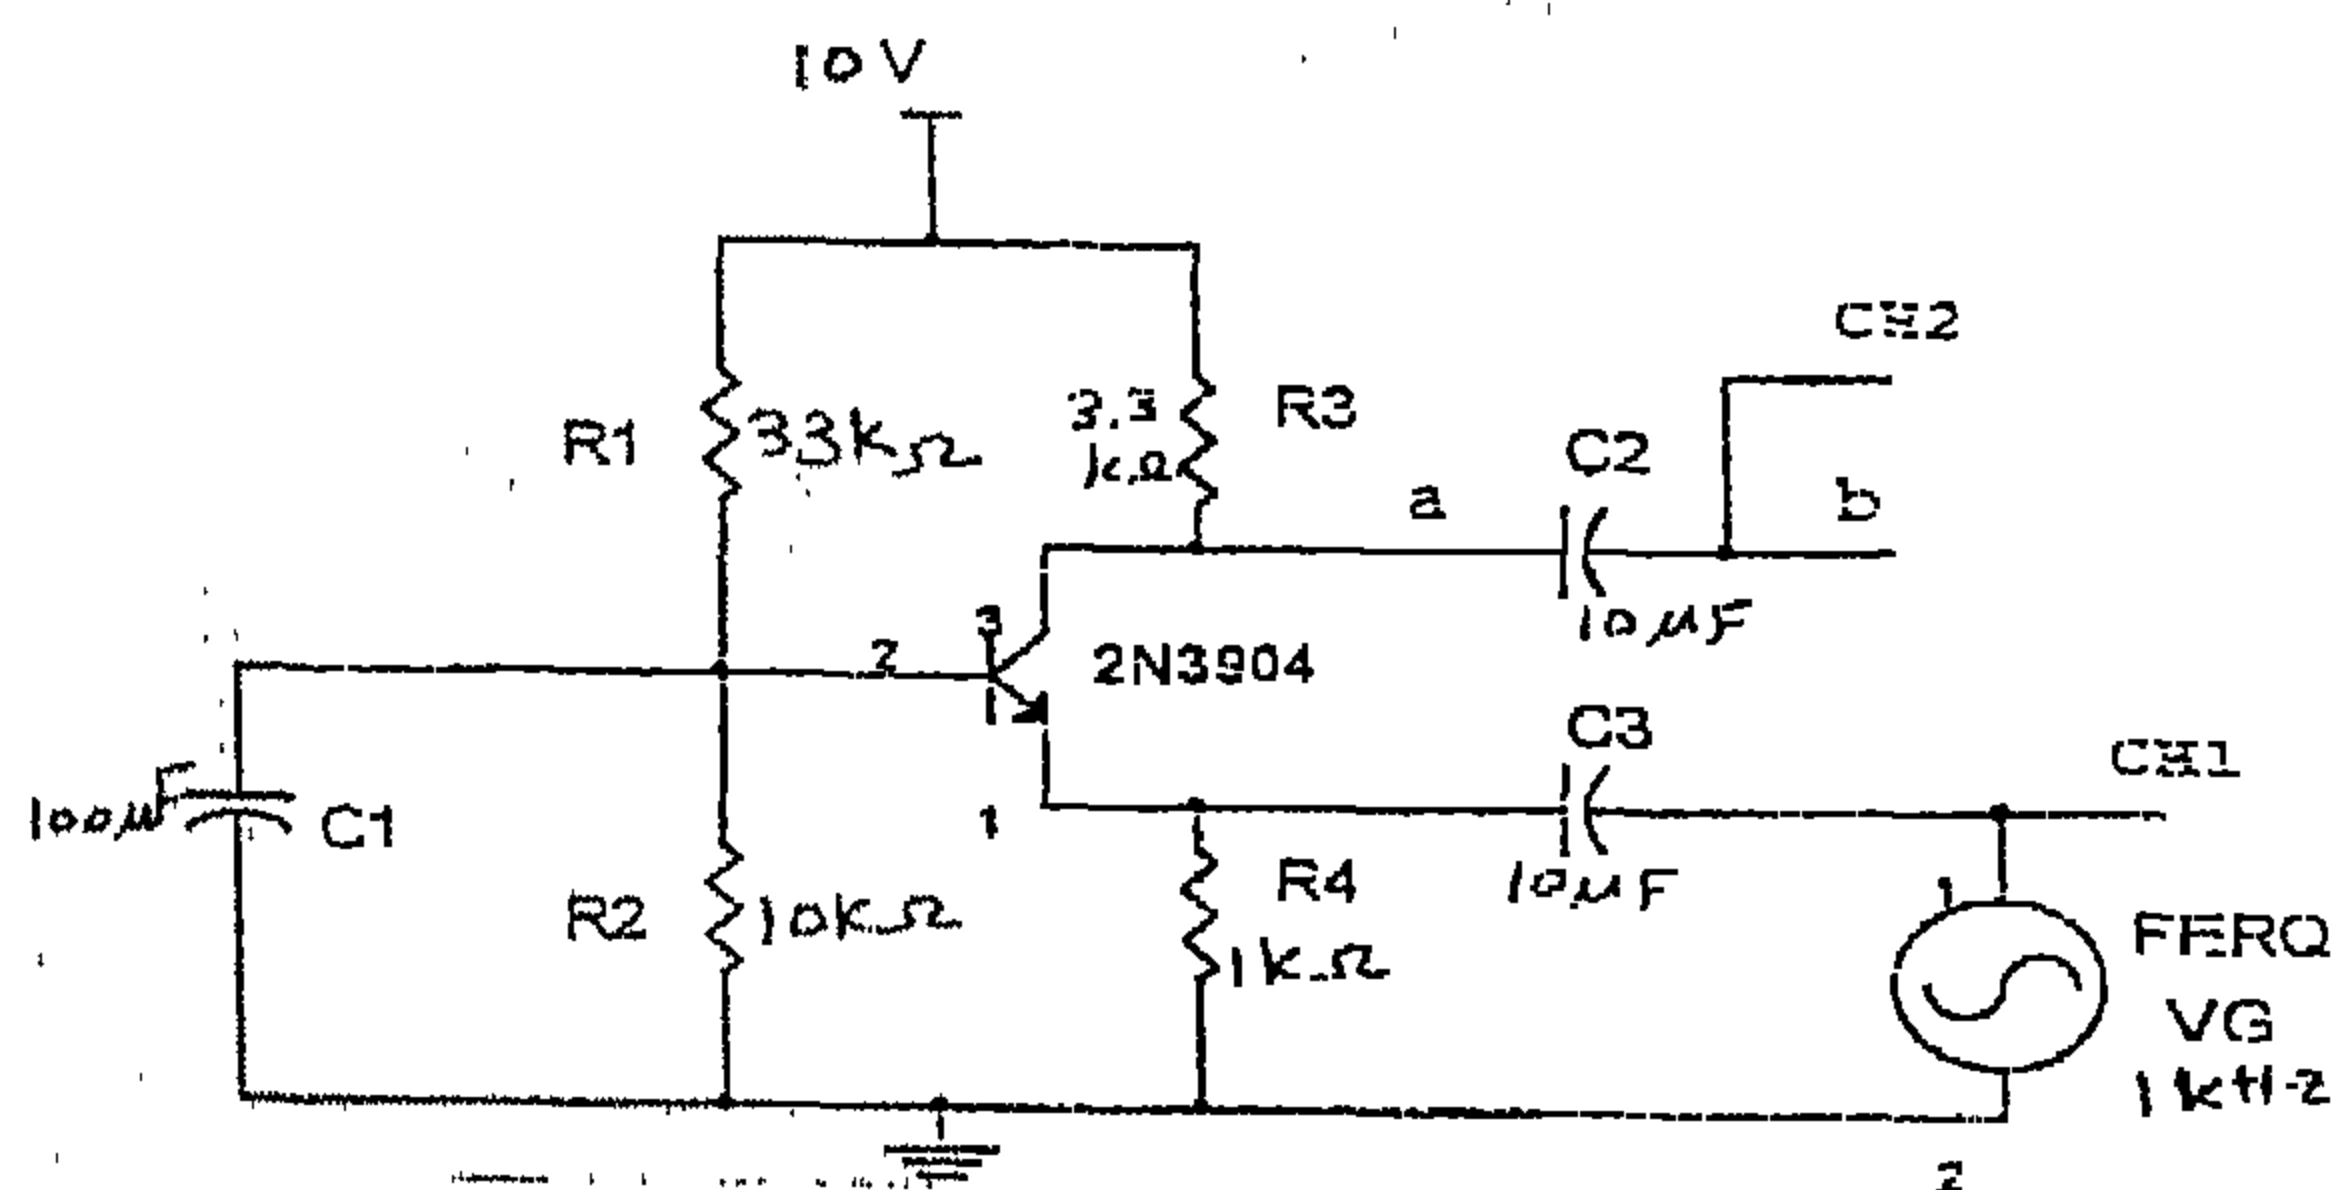 10V
CH2
R1
33kΩ
3.3
kΩ
R3
C2
a
b
10µF
3
2
2N3904
C3
CH1
100µF
C1
1
R2
10kΩ
R4
1kΩ
10µF
1
FERQ
VG
1kHz
2